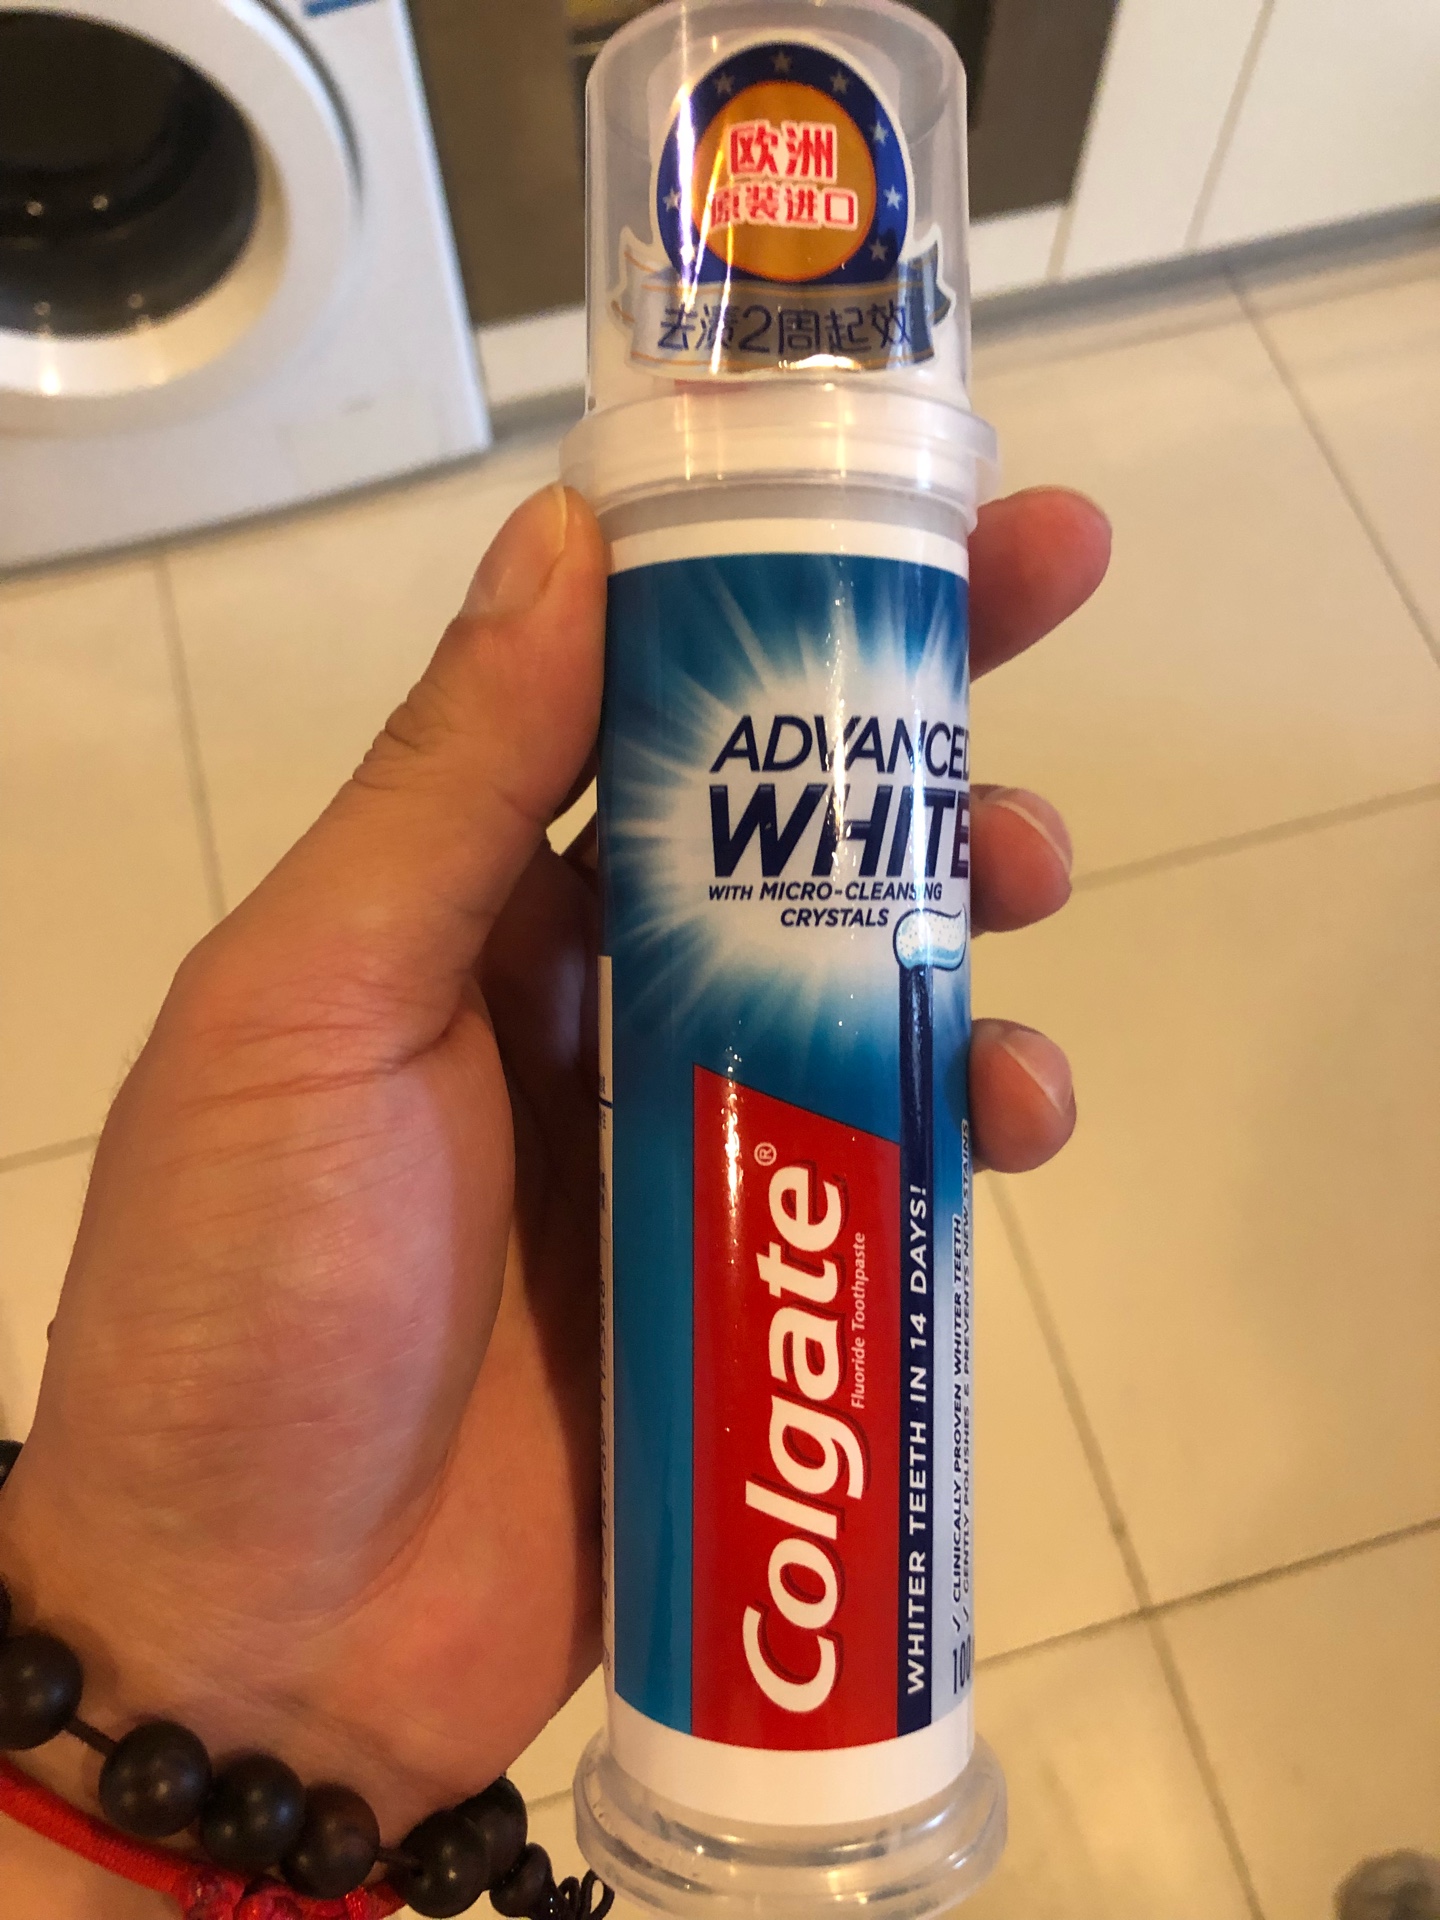 欧洲
原装进口
去渍2周起效
ADVANCED
WHITE
WITH MICRO-CLEANSING
CRYSTALS
Colgate®
Fluoride Toothpaste
WHITER TEETH IN 14 DAYS!
✓ CLINICALLY PROVEN WHITER TEETH
✓ GENTLY POLISHES & PREVENTS NEW STAINS
100